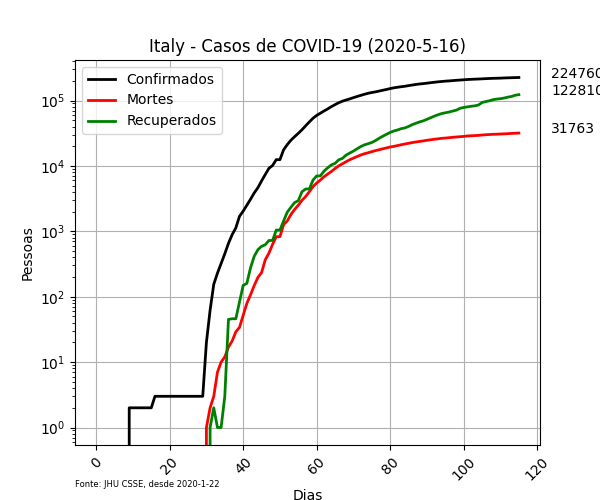 Italy - Casos de COVID-19 (2020-5-16)
Confirmados
Mortes
Recuperados
224760
122810
31763
Pessoas
10^5
10^4
10^3
10^2
10^1
10^0
0 20 40 60 80 100 120
Dias
Fonte: JHU CSSE, desde 2020-1-22